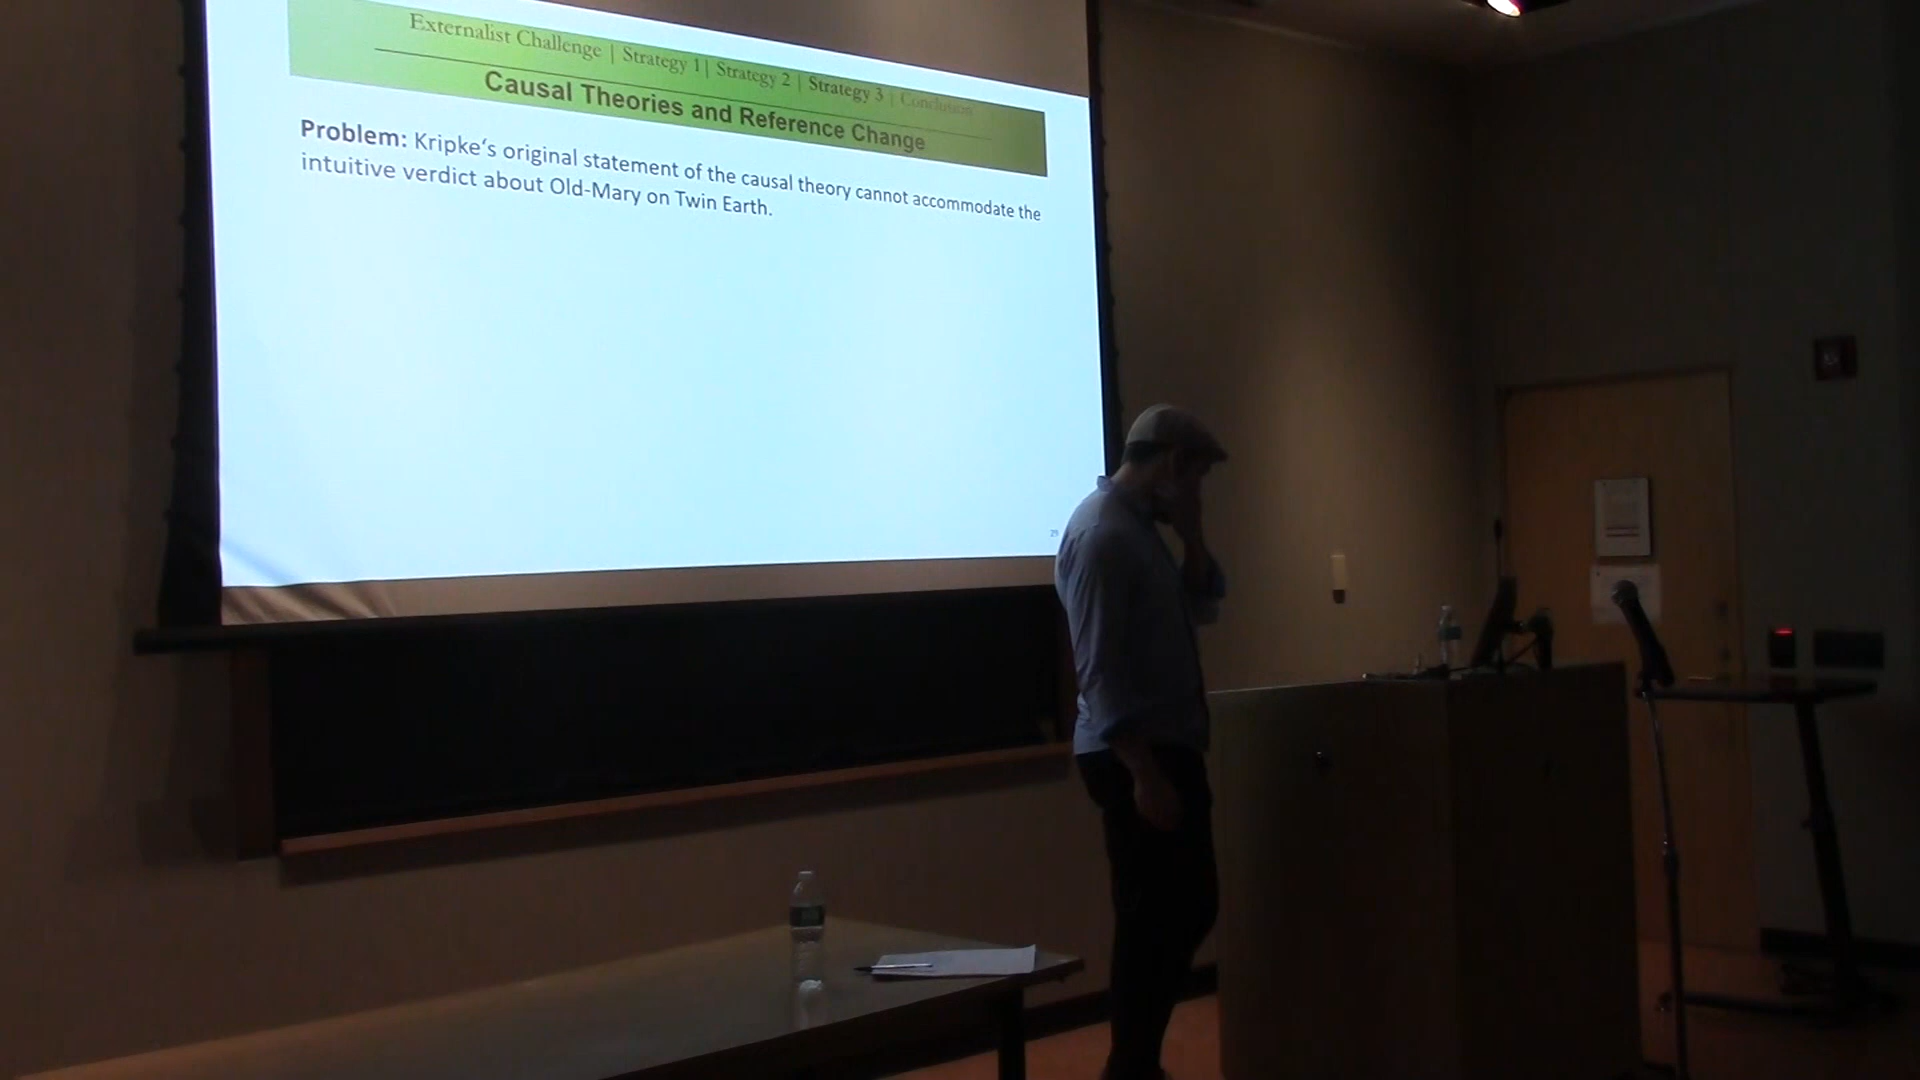 Externalist Challenge | Strategy 1 | Strategy 2 | Strategy 3 | Conclusion
Causal Theories and Reference Change
Problem: Kripke‘s original statement of the causal theory cannot accommodate the
intuitive verdict about Old-Mary on Twin Earth.